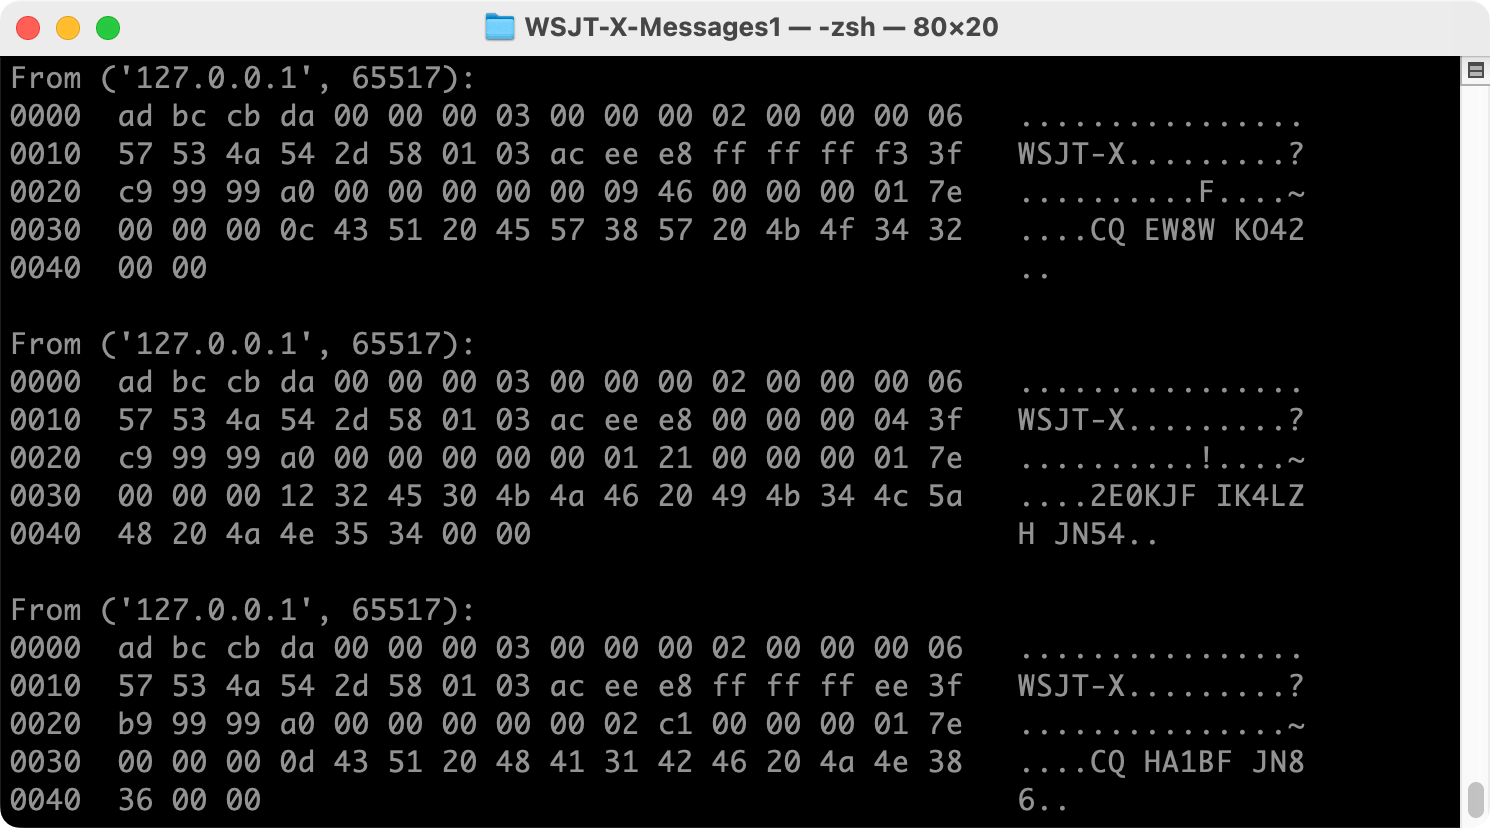 WSJT-X-Messages1 — -zsh — 80×20
From ('127.0.0.1', 65517):
0000  ad bc cb da 00 00 00 03 00 00 00 02 00 00 00 06   ................
0010  57 53 4a 54 2d 58 01 03 ac ee e8 ff ff ff f3 3f   WSJT-X.........?
0020  c9 99 99 a0 00 00 00 00 00 09 46 00 00 00 01 7e   ..........F....~
0030  00 00 00 0c 43 51 20 45 57 38 57 20 4b 4f 34 32   ....CQ EW8W KO42
0040  00 00                                             ..
From ('127.0.0.1', 65517):
0000  ad bc cb da 00 00 00 03 00 00 00 02 00 00 00 06   ................
0010  57 53 4a 54 2d 58 01 03 ac ee e8 00 00 00 04 3f   WSJT-X.........?
0020  c9 99 99 a0 00 00 00 00 00 01 21 00 00 00 01 7e   ..........!....~
0030  00 00 00 12 32 45 30 4b 4a 46 20 49 4b 34 4c 5a   ....2E0KJF IK4LZ
0040  48 20 4a 4e 35 34 00 00                           H JN54..
From ('127.0.0.1', 65517):
0000  ad bc cb da 00 00 00 03 00 00 00 02 00 00 00 06   ................
0010  57 53 4a 54 2d 58 01 03 ac ee e8 ff ff ff ee 3f   WSJT-X.........?
0020  b9 99 99 a0 00 00 00 00 00 02 c1 00 00 00 01 7e   ...............~
0030  00 00 00 0d 43 51 20 48 41 31 42 46 20 4a 4e 38   ....CQ HA1BF JN8
0040  36 00 00                                          6..